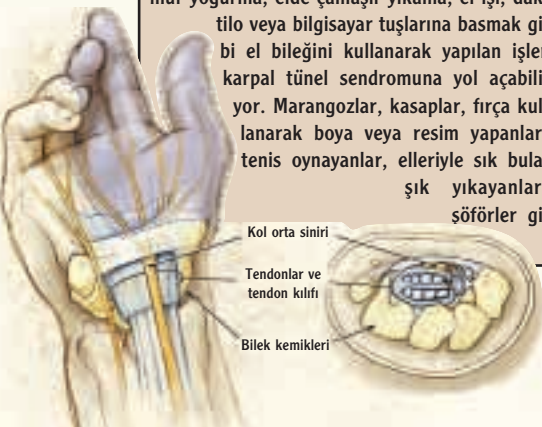 tilo veya bilgisayar tuşlarına basmak gi
bi el bileğini kullanarak yapılan işler
karpal tünel sendromuna yol açabili
yor. Marangozlar, kasaplar, fırça kul
lanarak boya veya resim yapanlar
tenis oynayanlar, elleriyle sık bula
şık yıkayanlar
şöförler gi
Kol orta siniri
Tendonlar ve
tendon kılıfı
Bilek kemikleri